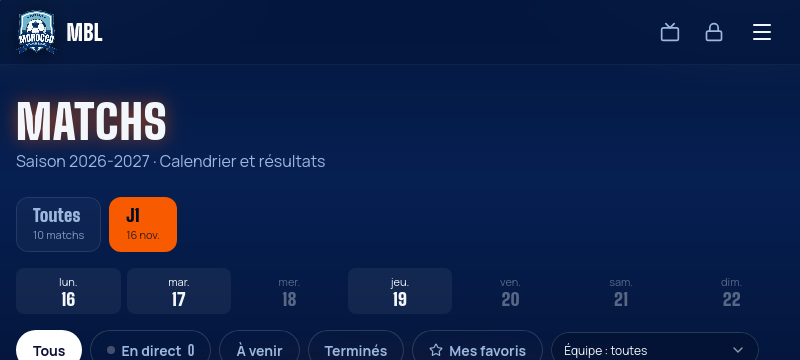 MOROCCO
MBL
MATCHS
Saison 2026-2027 · Calendrier et résultats
Toutes
10 matchs
J1
16 nov.
lun.
16
mar.
17
mer.
18
jeu.
19
ven.
20
sam.
21
dim.
22
Tous
En direct 0
À venir
Terminés
Mes favoris
Équipe : toutes